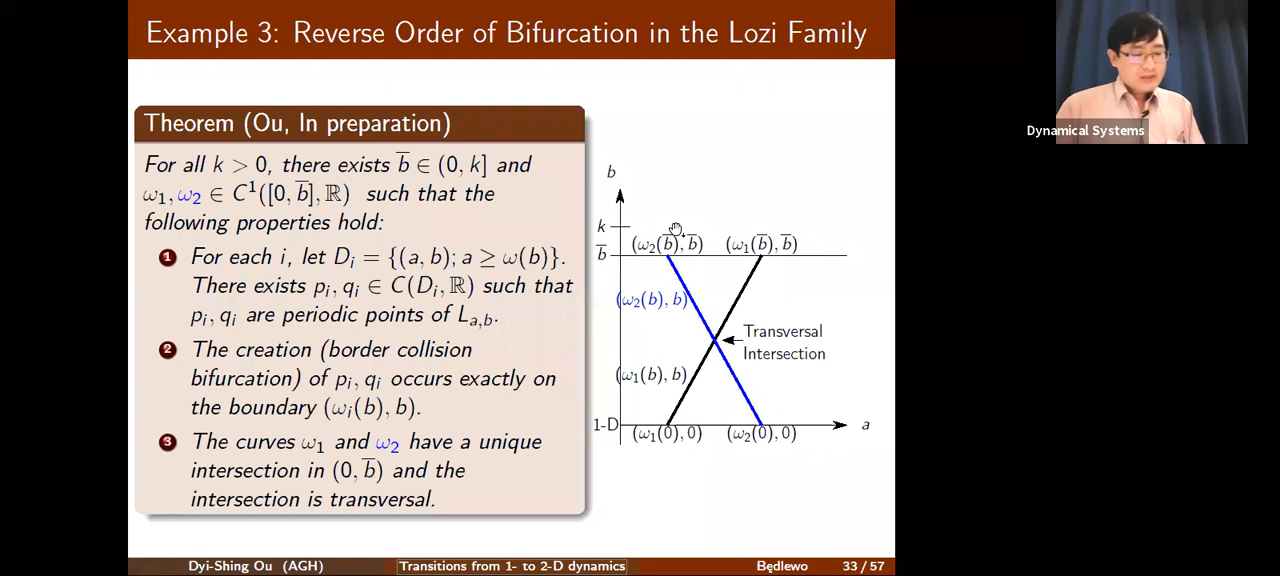 Example 3: Reverse Order of Bifurcation in the Lozi Family
Dynamical Systems
Theorem (Ou, In preparation)
For all k > 0, there exists b̅ ∈ (0, k] and
ω₁, ω₂ ∈ C¹([0, b̅], ℝ) such that the
following properties hold:
1 For each i, let Dᵢ = {(a, b); a ≥ ω(b)}.
There exists pᵢ, qᵢ ∈ C(Dᵢ, ℝ) such that
pᵢ, qᵢ are periodic points of Lₐ,b.
2 The creation (border collision
bifurcation) of pᵢ, qᵢ occurs exactly on
the boundary (ωᵢ(b), b).
3 The curves ω₁ and ω₂ have a unique
intersection in (0, b̅) and the
intersection is transversal.
b
k
(ω₂(b̅), b̅) (ω₁(b̅), b̅)
b̅
(ω₂(b), b)
Transversal
Intersection
(ω₁(b), b)
1-D
a
(ω₁(0), 0) (ω₂(0), 0)
Dyi-Shing Ou (AGH) Transitions from 1- to 2-D dynamics Będlewo 33 / 57